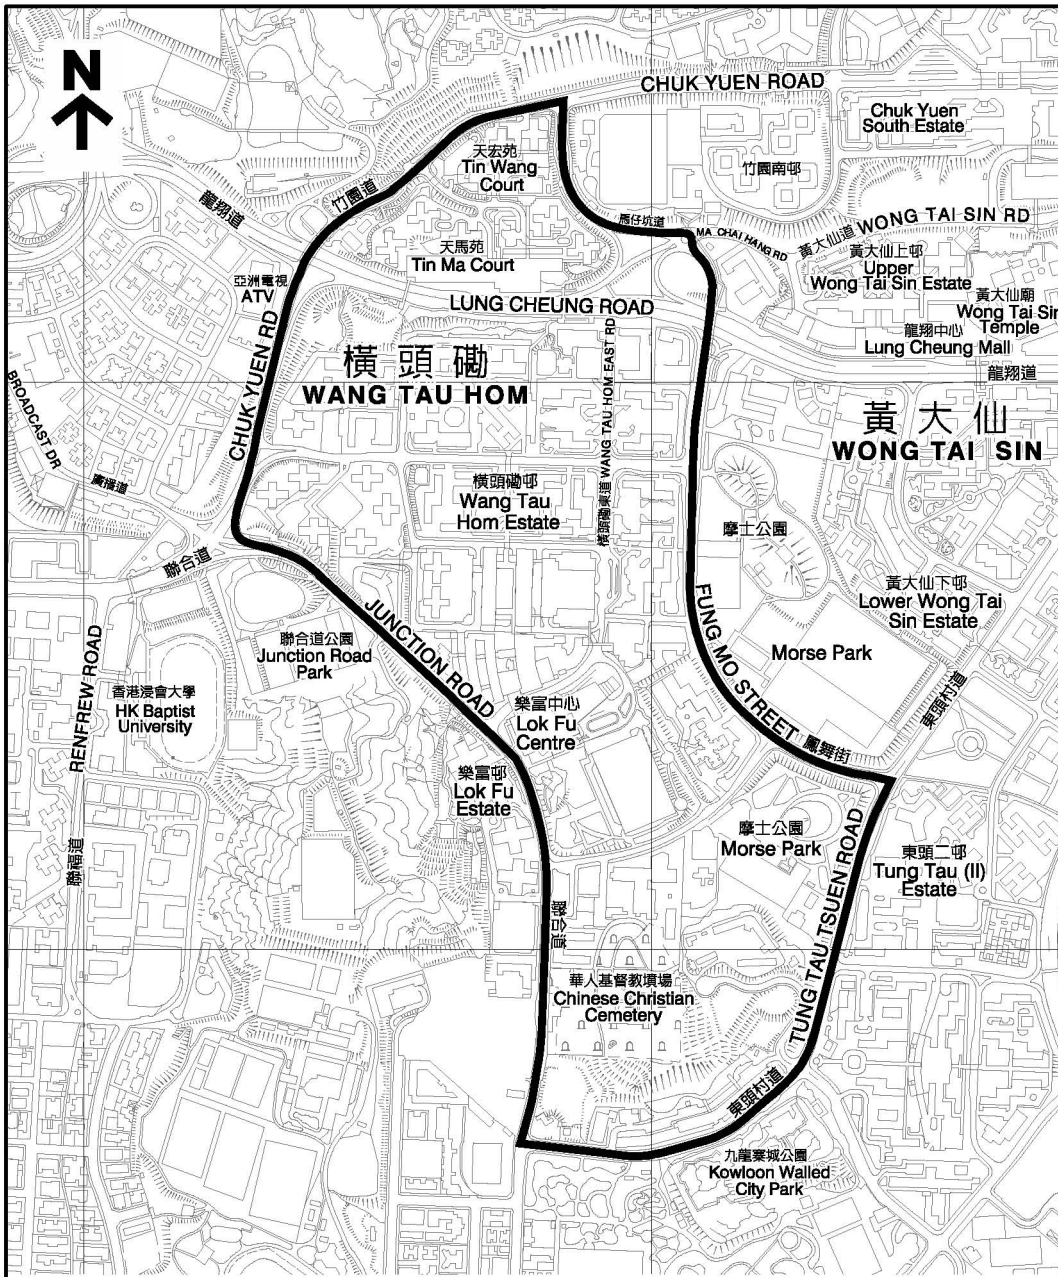 N
CHUK YUEN ROAD
Chuk Yuen
South Estate
天宏苑
Tin Wang
Court
竹園南邨
竹園道
龍翔道
馬仔坑道
MA CHAI HANG RD
黃大仙道 WONG TAI SIN RD
天馬苑
Tin Ma Court
黃大仙上邨
Upper
Wong Tai Sin Estate
亞洲電視
ATV
黃大仙廟
Wong Tai Sin
Temple
LUNG CHEUNG ROAD
龍翔中心
Lung Cheung Mall
龍翔道
橫頭磡
WANG TAU HOM
CHUK YUEN RD
橫頭磡東道 WANG TAU HOM EAST RD
BROADCAST DR
廣播道
黃大仙
WONG TAI SIN
橫頭磡邨
Wang Tau
Hom Estate
摩士公園
聯合道
黃大仙下邨
Lower Wong Tai
Sin Estate
JUNCTION ROAD
FUNG MO STREET 鳳舞街
聯合道公園
Junction Road
Park
Morse Park
RENFREW ROAD
香港浸會大學
HK Baptist
University
東頭村道
樂富中心
Lok Fu
Centre
樂富邨
Lok Fu
Estate
摩士公園
Morse Park
TUNG TAU TSUEN ROAD
東頭二邨
Tung Tau (II)
Estate
聯福道
聯合道
華人基督教墳場
Chinese Christian
Cemetery
東頭村道
九龍寨城公園
Kowloon Walled
City Park